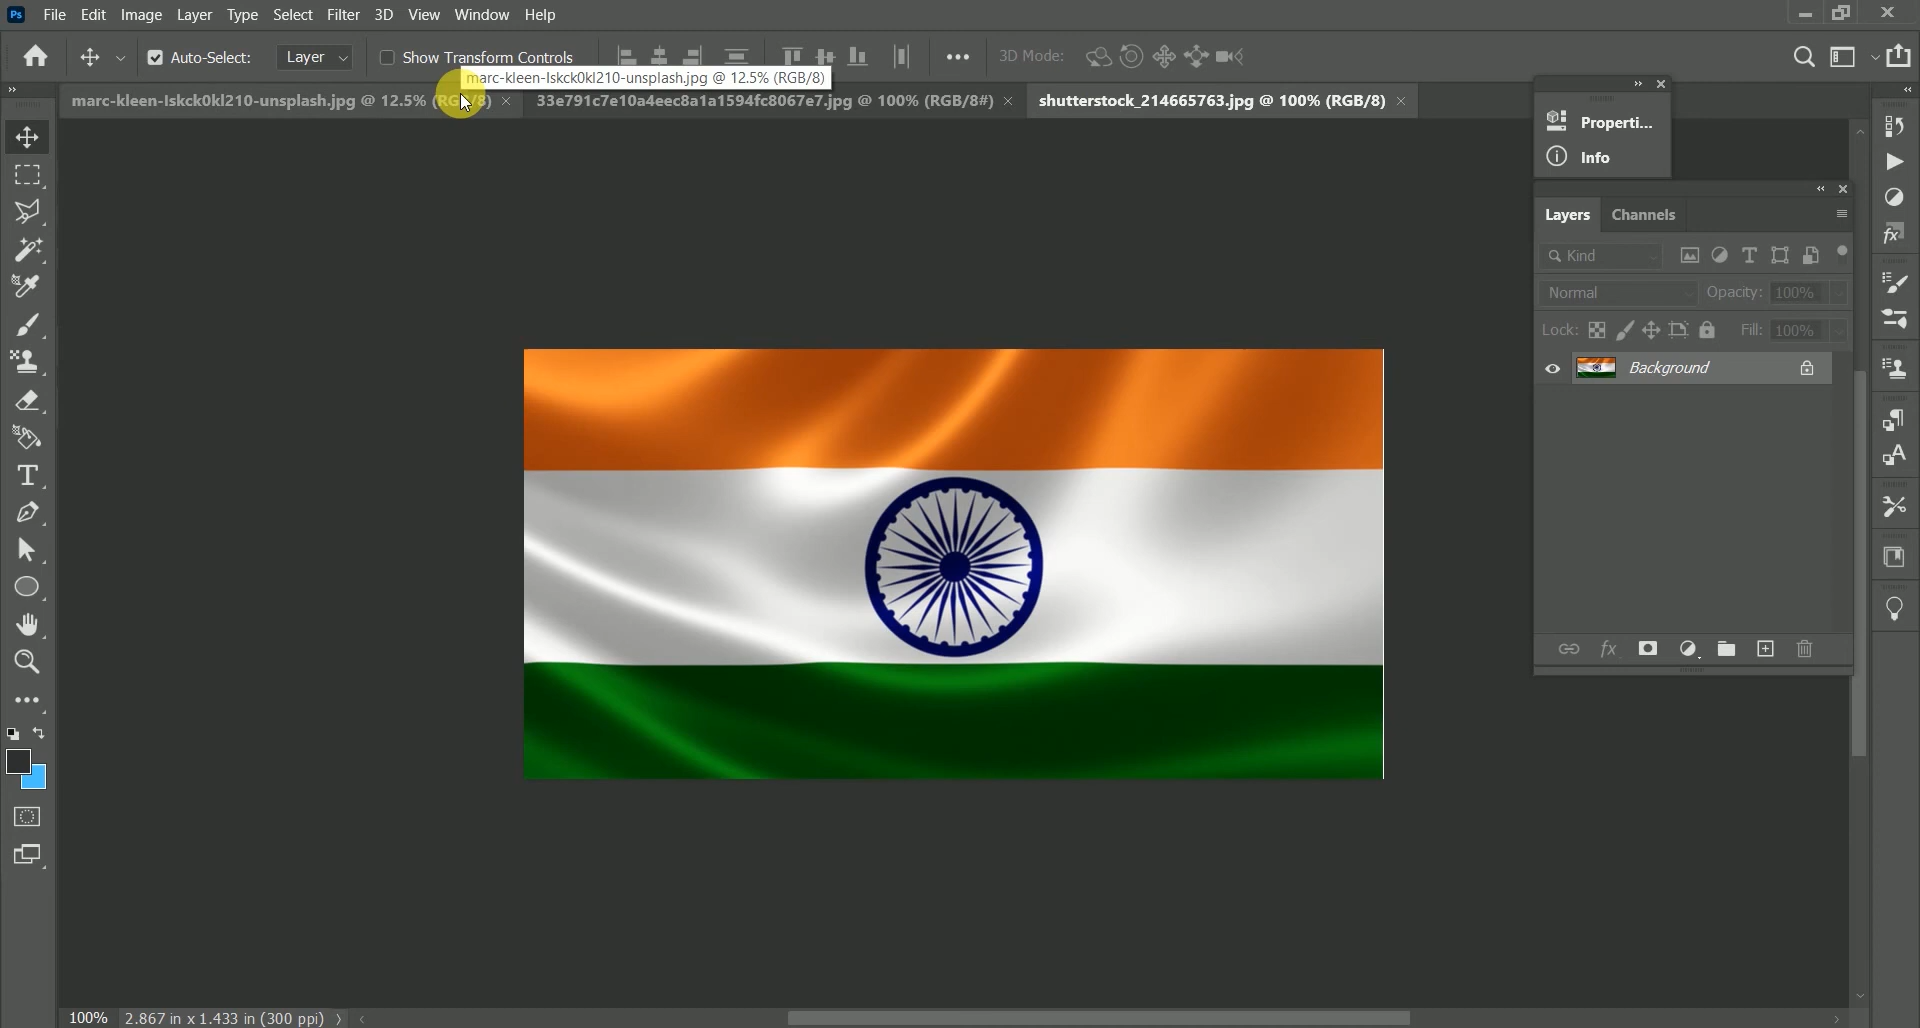 Ps File Edit Image Layer Type Select Filter 3D View Window Help
Auto-Select: Layer Show Transform Controls 3D Mode:
marc-kleen-Iskck0kl210-unsplash.jpg @ 12.5% (RGB/8)
marc-kleen-Iskck0kl210-unsplash.jpg @ 12.5% (RGB/8) 33e791c7e10a4eec8a1a1594fc8067e7.jpg @ 100% (RGB/8#) shutterstock_214665763.jpg @ 100% (RGB/8)
Properti...
Info
Layers Channels
Kind
Normal Opacity: 100%
Lock: Fill: 100%
Background
fx
100% 2.867 in x 1.433 in (300 ppi)